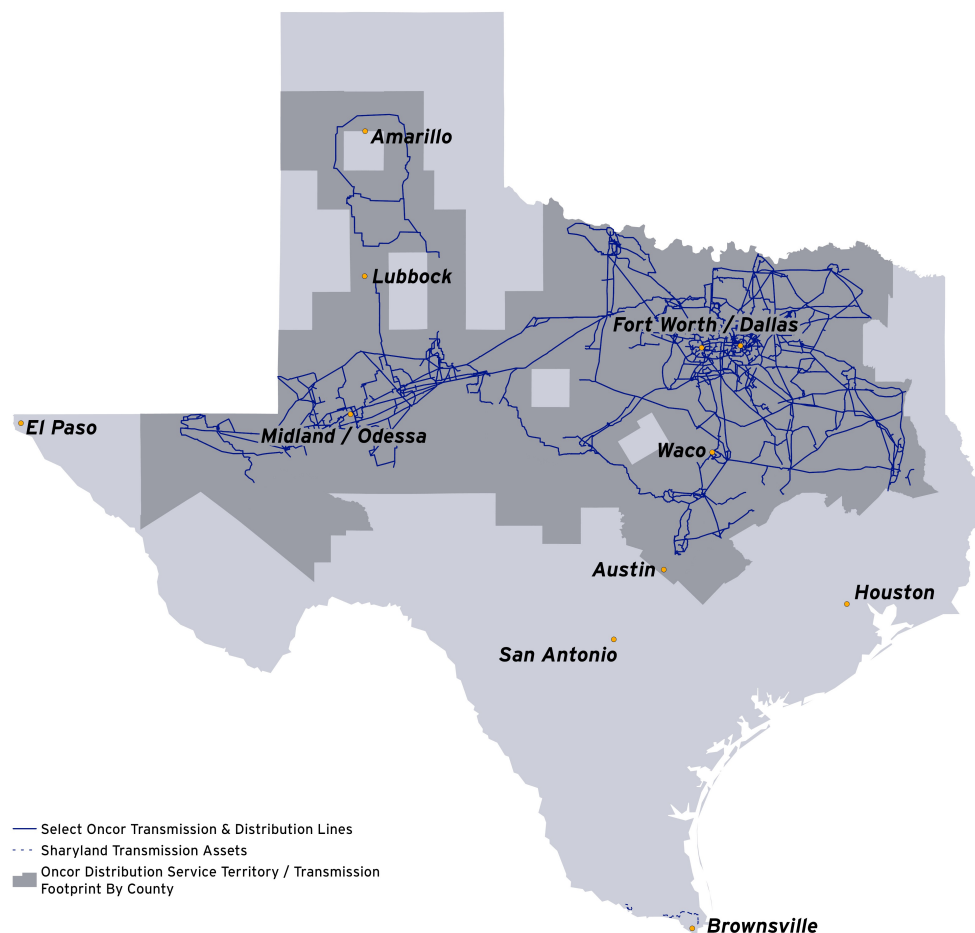 Amarillo
Lubbock
Fort Worth / Dallas
El Paso
Midland / Odessa
Waco
Austin
Houston
San Antonio
Select Oncor Transmission & Distribution Lines
Sharyland Transmission Assets
Oncor Distribution Service Territory / Transmission
Footprint By County
Brownsville